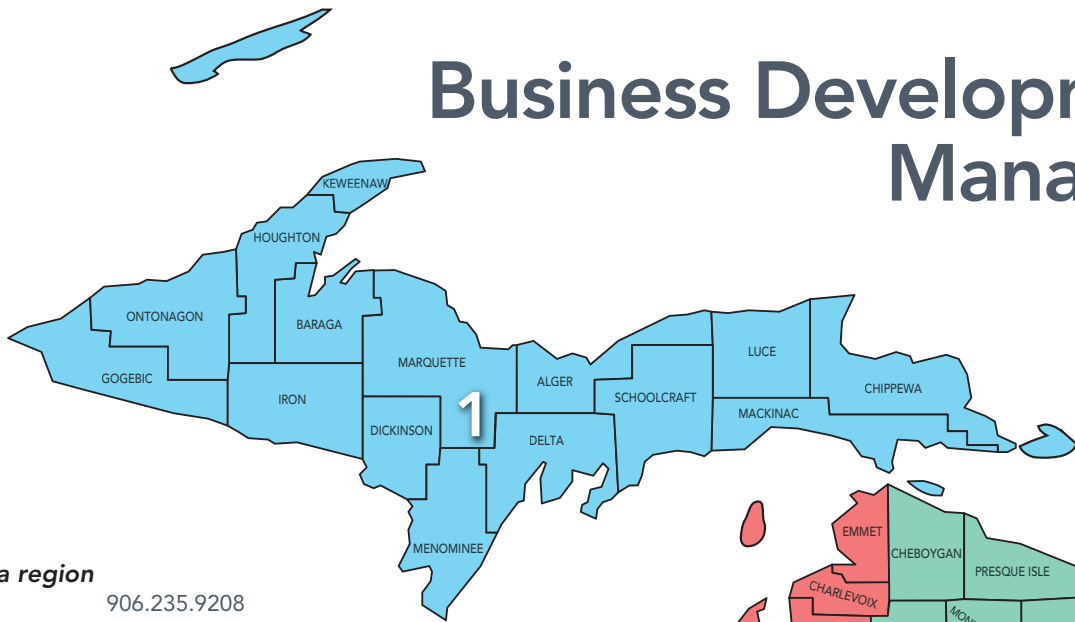 Business Developm
Mana
KEWEENAW
HOUGHTON
ONTONAGON
BARAGA
MARQUETTE
LUCE
GOGEBIC
ALGER
CHIPPEWA
IRON
SCHOOLCRAFT
1
MACKINAC
DICKINSON
DELTA
EMMET
MENOMINEE
CHEBOYGAN
a region
PRESQUE ISLE
CHARLEVOIX
906.235.9208